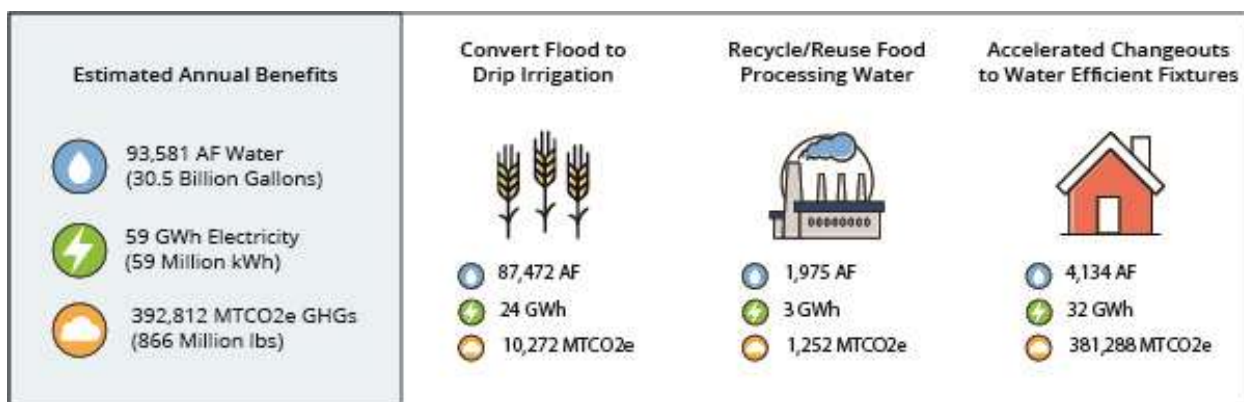 Estimated Annual Benefits
93,581 AF Water
(30.5 Billion Gallons)
59 GWh Electricity
(59 Million kWh)
392,812 MTCO2e GHGs
(866 Million lbs)
Convert Flood to
Drip Irrigation
87,472 AF
24 GWh
10,272 MTCO2e
Recycle/Reuse Food
Processing Water
1,975 AF
3 GWh
1,252 MTCO2e
Accelerated Changeouts
to Water Efficient Fixtures
4,134 AF
32 GWh
381,288 MTCO2e